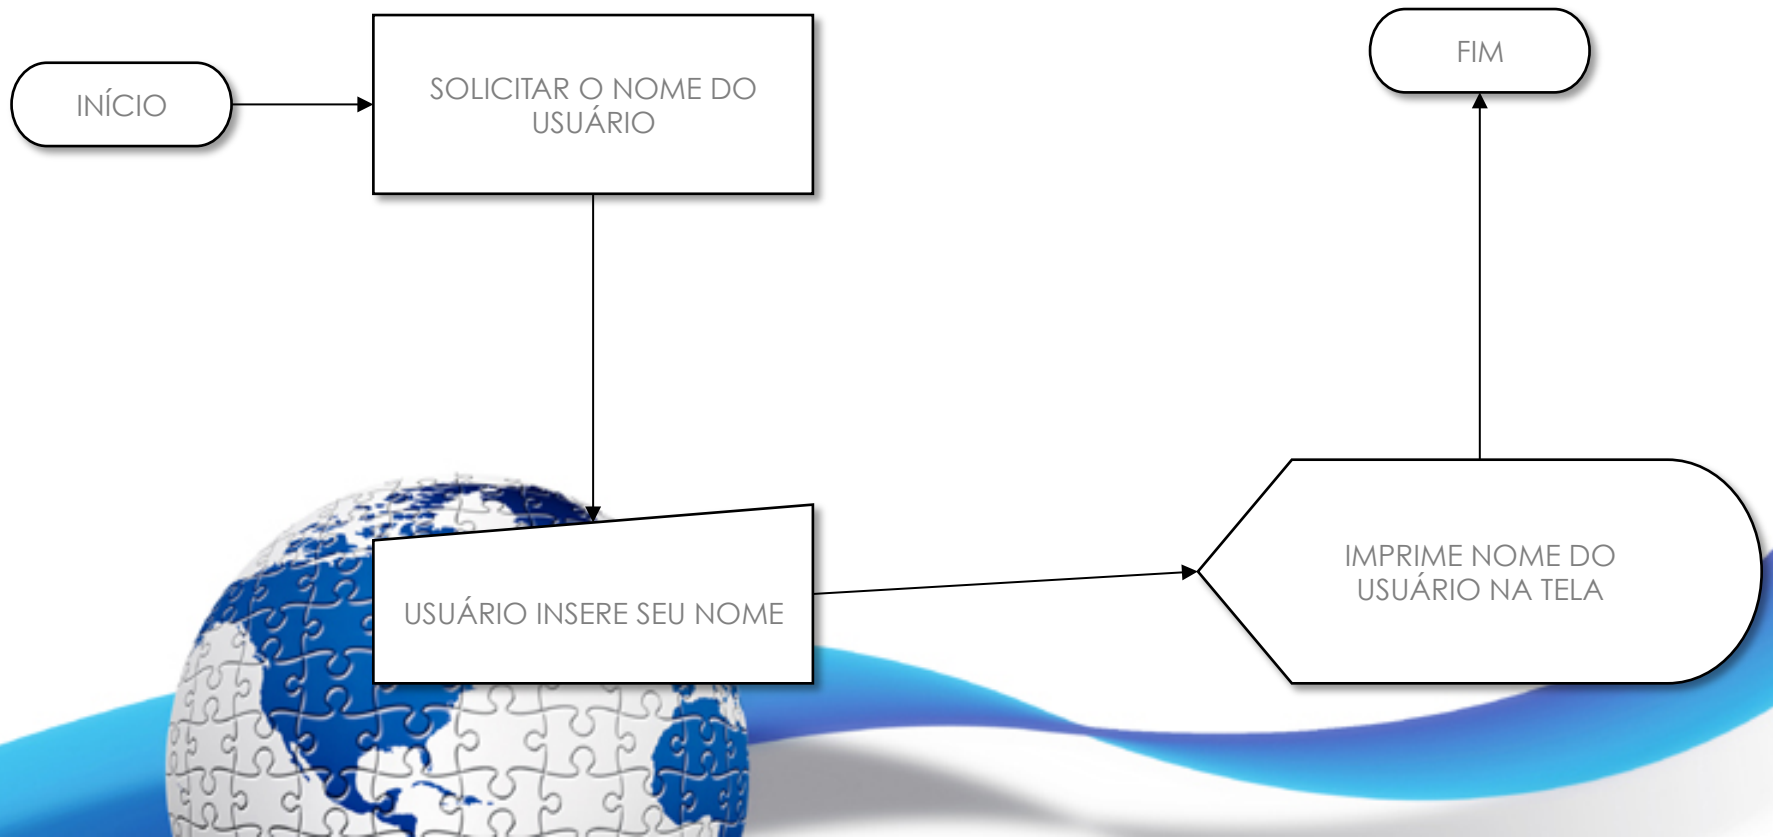 INÍCIO
SOLICITAR O NOME DO
USUÁRIO
USUÁRIO INSERE SEU NOME
IMPRIME NOME DO
USUÁRIO NA TELA
FIM